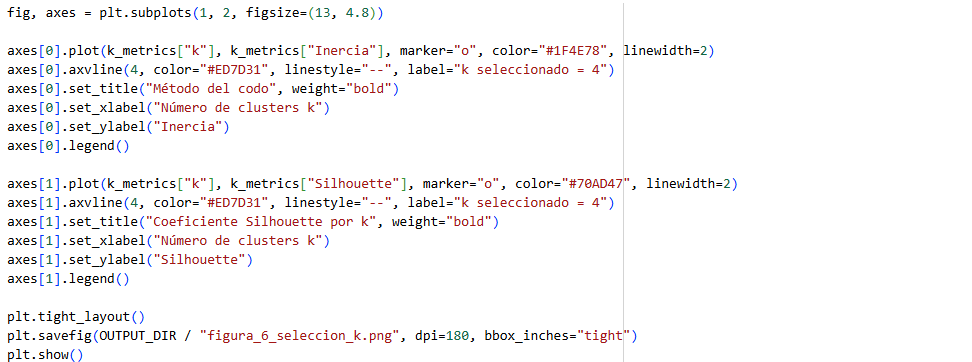 fig, axes = plt.subplots(1, 2, figsize=(13, 4.8))
axes[0].plot(k_metrics["k"], k_metrics["Inercia"], marker="o", color="#1F4E78", linewidth=2)
axes[0].axvline(4, color="#ED7D31", linestyle="--", label="k seleccionado = 4")
axes[0].set_title("Método del codo", weight="bold")
axes[0].set_xlabel("Número de clusters k")
axes[0].set_ylabel("Inercia")
axes[0].legend()
axes[1].plot(k_metrics["k"], k_metrics["Silhouette"], marker="o", color="#70AD47", linewidth=2)
axes[1].axvline(4, color="#ED7D31", linestyle="--", label="k seleccionado = 4")
axes[1].set_title("Coeficiente Silhouette por k", weight="bold")
axes[1].set_xlabel("Número de clusters k")
axes[1].set_ylabel("Silhouette")
axes[1].legend()
plt.tight_layout()
plt.savefig(OUTPUT_DIR / "figura_6_seleccion_k.png", dpi=180, bbox_inches="tight")
plt.show()